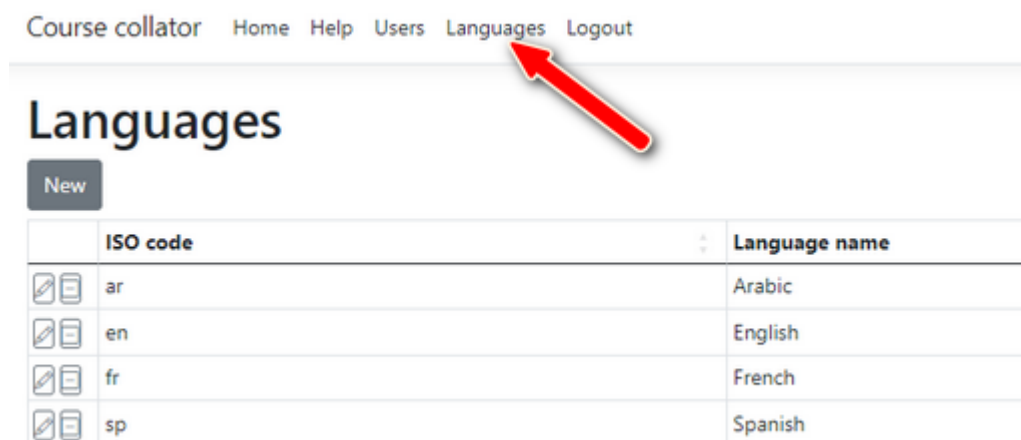 Course collator Home Help Users Languages Logout
Languages
New
ISO code Language name
ar Arabic
en English
fr French
sp Spanish